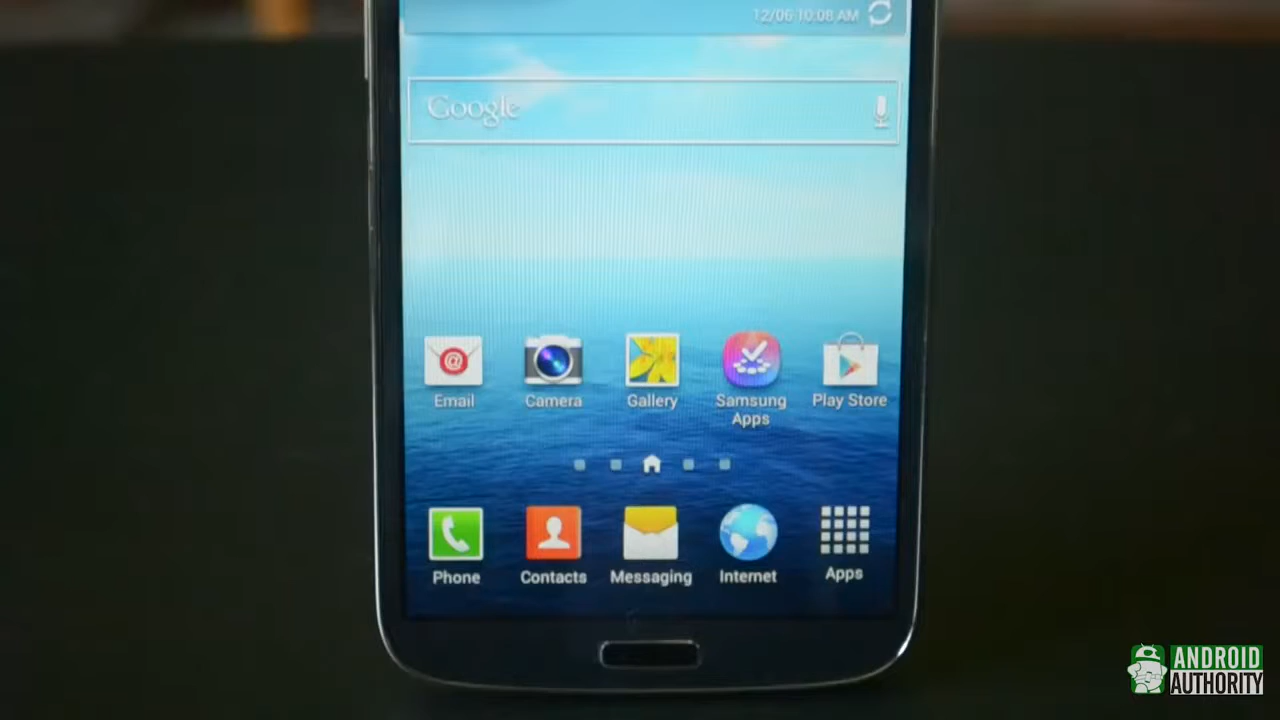 12/06 10:08 AM
Google
Email
Camera
Gallery
Samsung
Apps
Play Store
Phone
Contacts
Messaging
Internet
Apps
ANDROID
AUTHORITY